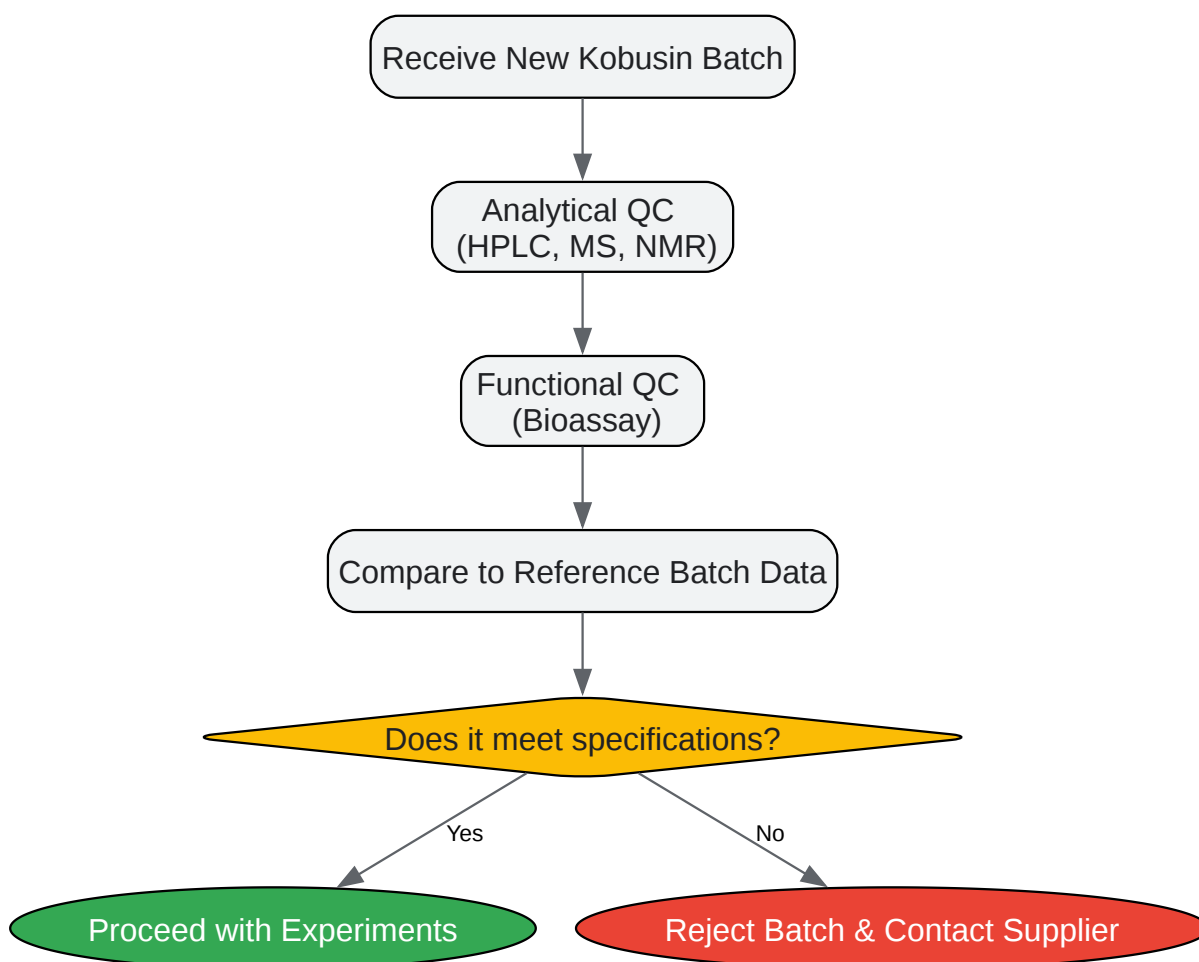 Receive New Kobusin Batch
Analytical QC
(HPLC, MS, NMR)
Functional QC
(Bioassay)
Compare to Reference Batch Data
Does it meet specifications?
Yes
No
Proceed with Experiments
Reject Batch & Contact Supplier